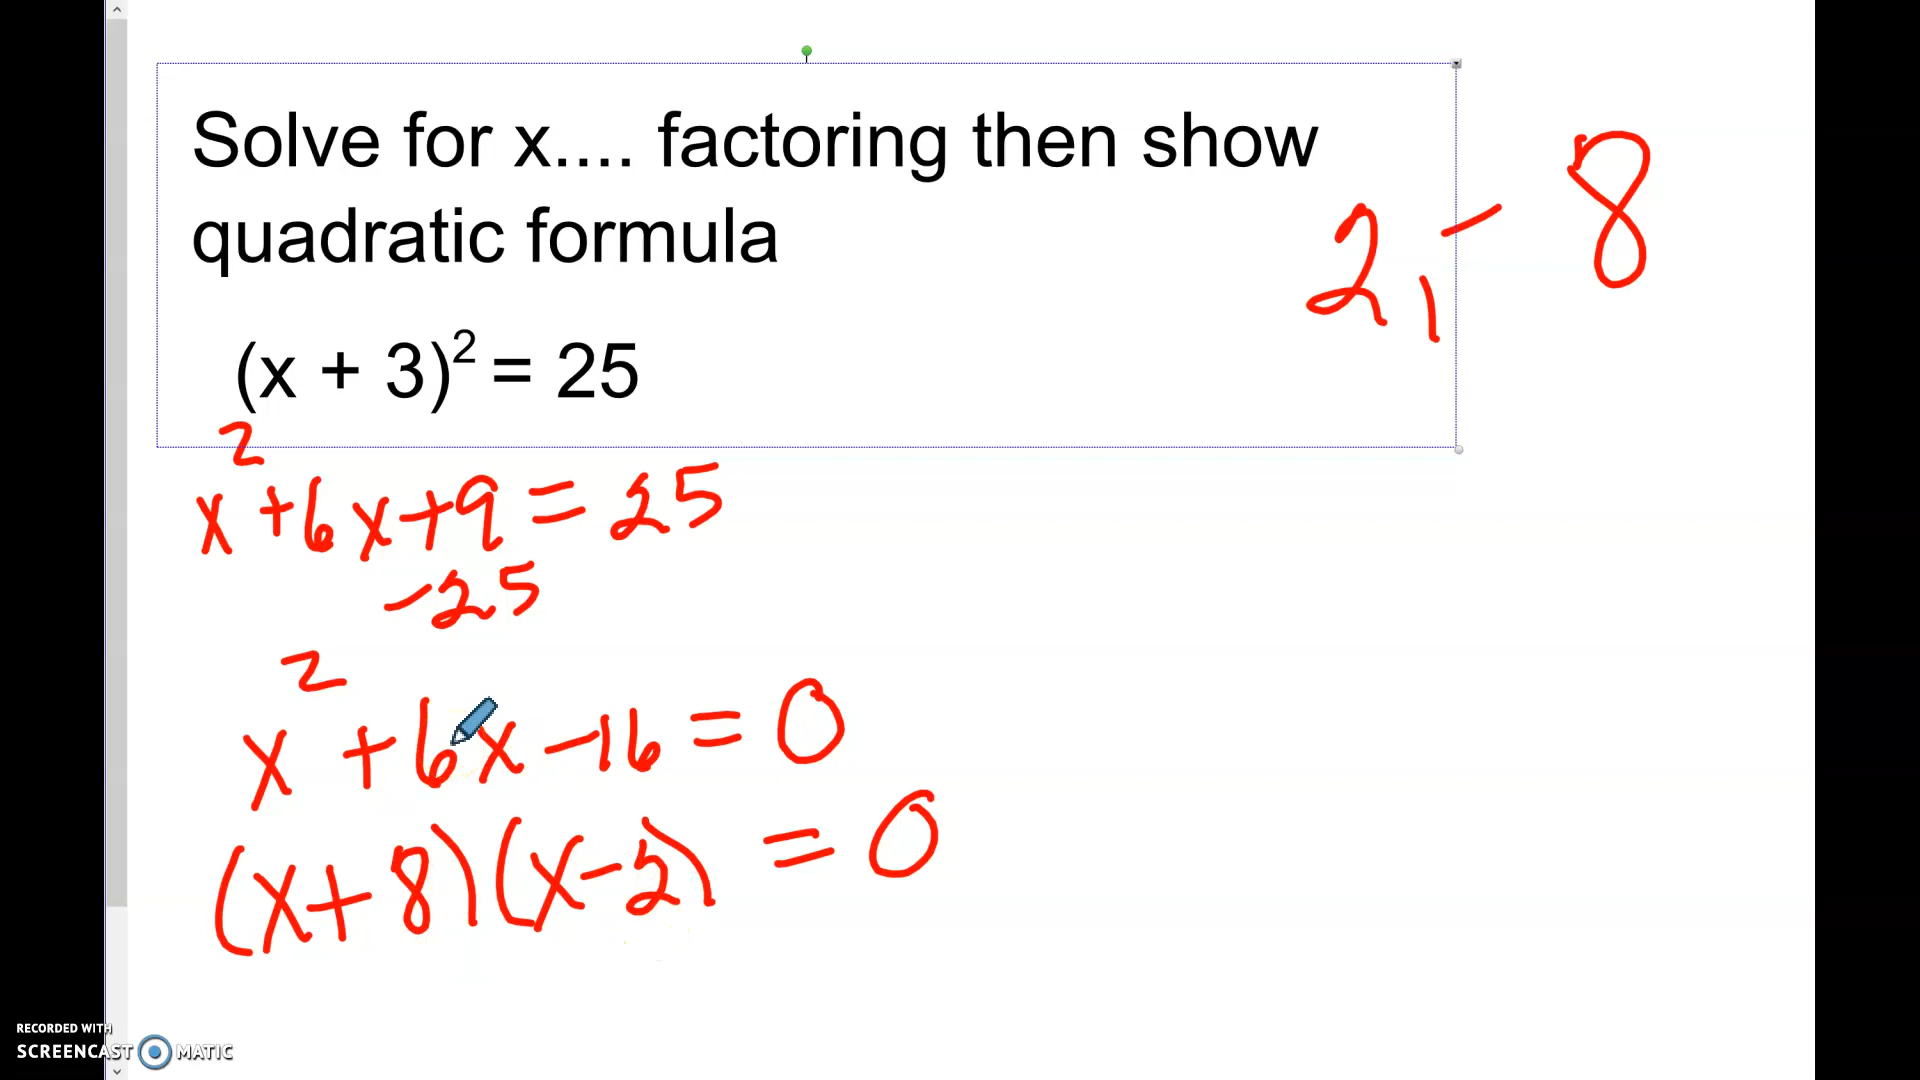 Solve for x.... factoring then show
quadratic formula
2, - 8
(x + 3)² = 25
x² + 6x + 9 = 25
- 25
x² + 6x - 16 = 0
(x + 8)(x - 2) = 0
RECORDED WITH
SCREENCAST MATIC